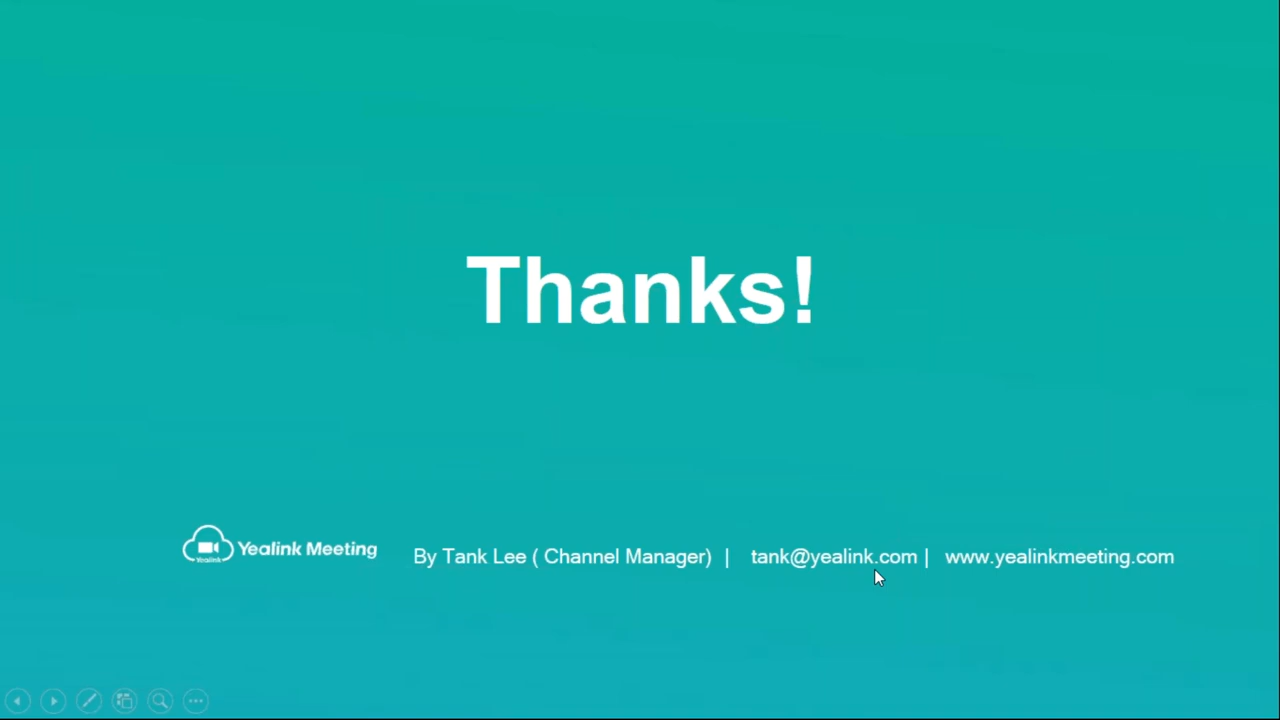 Thanks!
Yealink
Yealink Meeting
By Tank Lee ( Channel Manager) | tank@yealink.com | www.yealinkmeeting.com